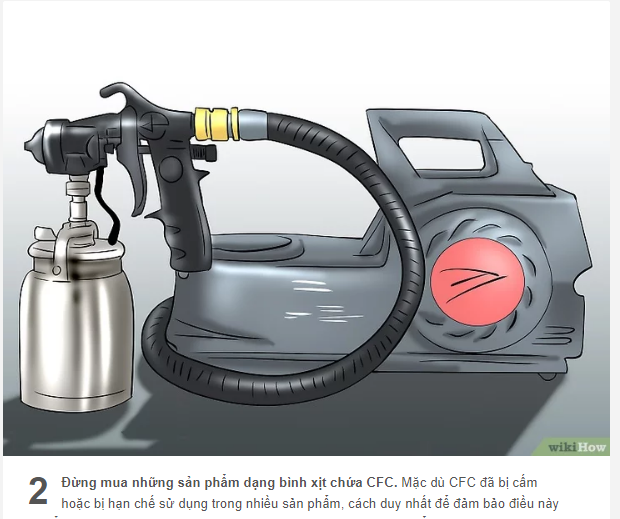 wikiHow
2
Đừng mua những sản phẩm dạng bình xịt chứa CFC. Mặc dù CFC đã bị cấm
hoặc bị hạn chế sử dụng trong nhiều sản phẩm, cách duy nhất để đảm bảo điều này